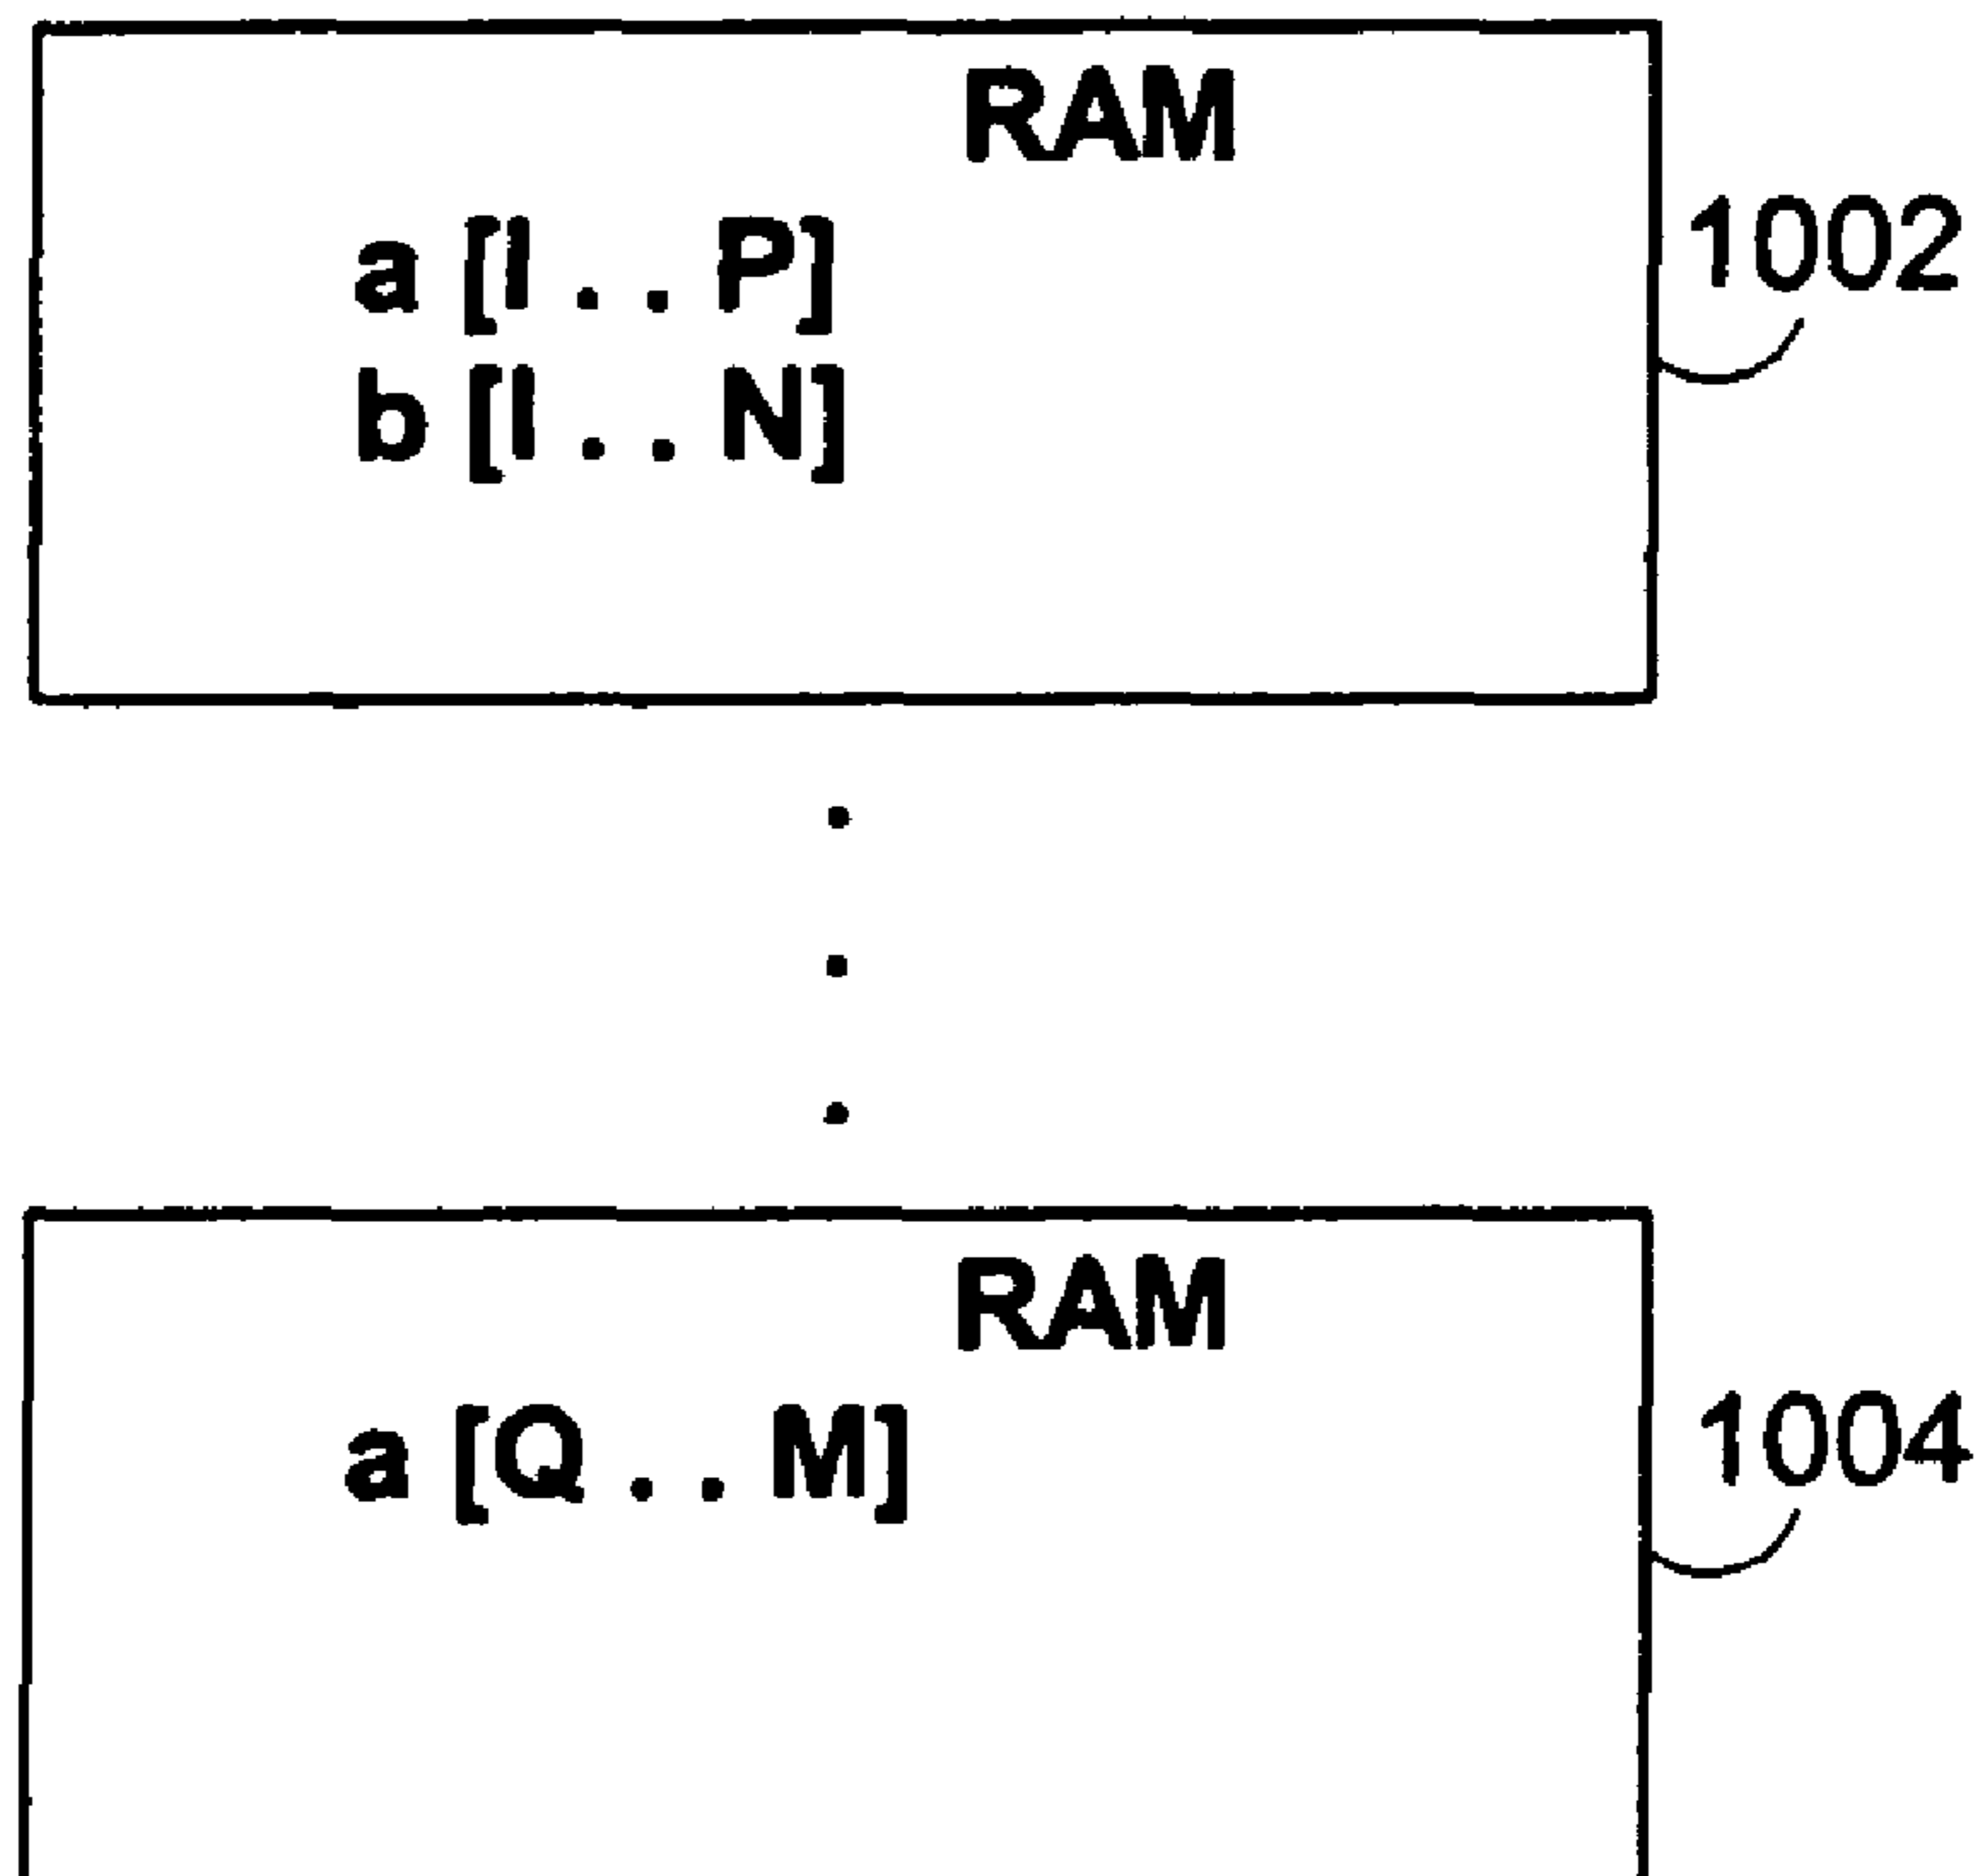 RAM
1002
a [I . . P]
b [I . . N]
RAM
1004
a [Q . . M]